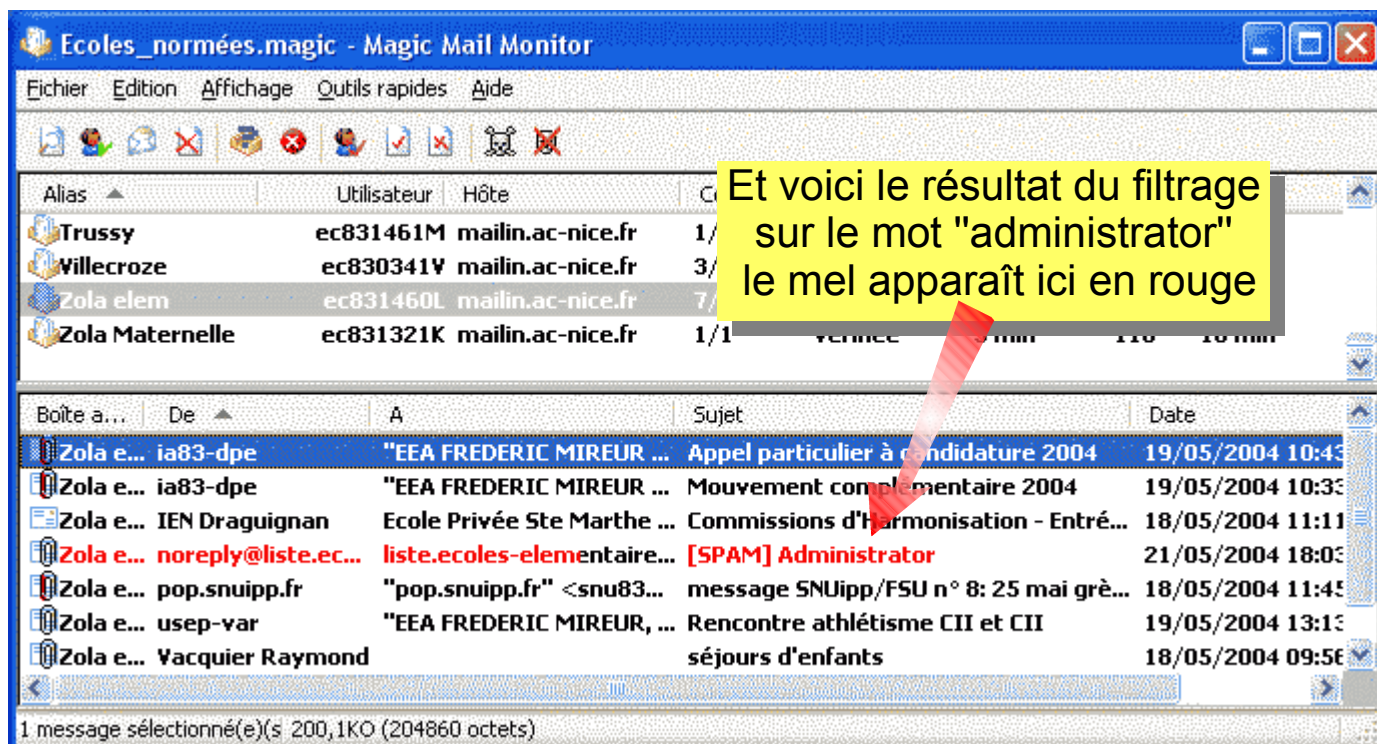 Ecoles_normées.magic - Magic Mail Monitor
Fichier Edition Affichage Outils rapides Aide
Et voici le résultat du filtrage
sur le mot "administrator"
le mel apparaît ici en rouge
Alias Utilisateur Hôte
Trussy ec831461M mailin.ac-nice.fr 1/
Villecroze ec830341V mailin.ac-nice.fr 3/
Zola elem ec831460L mailin.ac-nice.fr 7/
Zola Maternelle ec831321K mailin.ac-nice.fr 1/1
Boîte a... De A Sujet Date
Zola e... ia83-dpe "EEA FREDERIC MIREUR ... Appel particulier à candidature 2004 19/05/2004 10:43
Zola e... ia83-dpe "EEA FREDERIC MIREUR ... Mouvement complémentaire 2004 19/05/2004 10:33
Zola e... IEN Draguignan Ecole Privée Ste Marthe ... Commissions d'Harmonisation - Entré... 18/05/2004 11:11
Zola e... noreply@liste.ec... liste.ecoles-elementaire... [SPAM] Administrator 21/05/2004 18:03
Zola e... pop.snuipp.fr "pop.snuipp.fr" <snu83... message SNUipp/FSU n° 8: 25 mai grè... 18/05/2004 11:45
Zola e... usep-var "EEA FREDERIC MIREUR, ... Rencontre athlétisme CII et CII 19/05/2004 13:13
Zola e... Vacquier Raymond séjours d'enfants 18/05/2004 09:56
1 message sélectionné(e)(s 200,1KO (204860 octets)